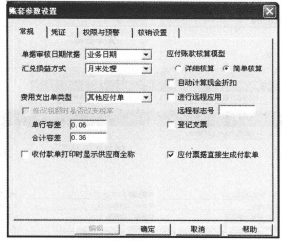 账套参数设置
常规 凭证 权限与预警 核销设置
单据审核日期依据 业务日期
汇兑损益方式 月末处理
费用支出单类型 其他应付单
修改税额时是否改变税率
单行容差 0.06
合计容差 0.36
收付款单打印时显示供应商全称
应付账款核算模型
详细核算 简单核算
自动计算现金折扣
进行远程应用
远程标志号
登记支票
应付票据直接生成付款单
编辑 确定 取消 帮助